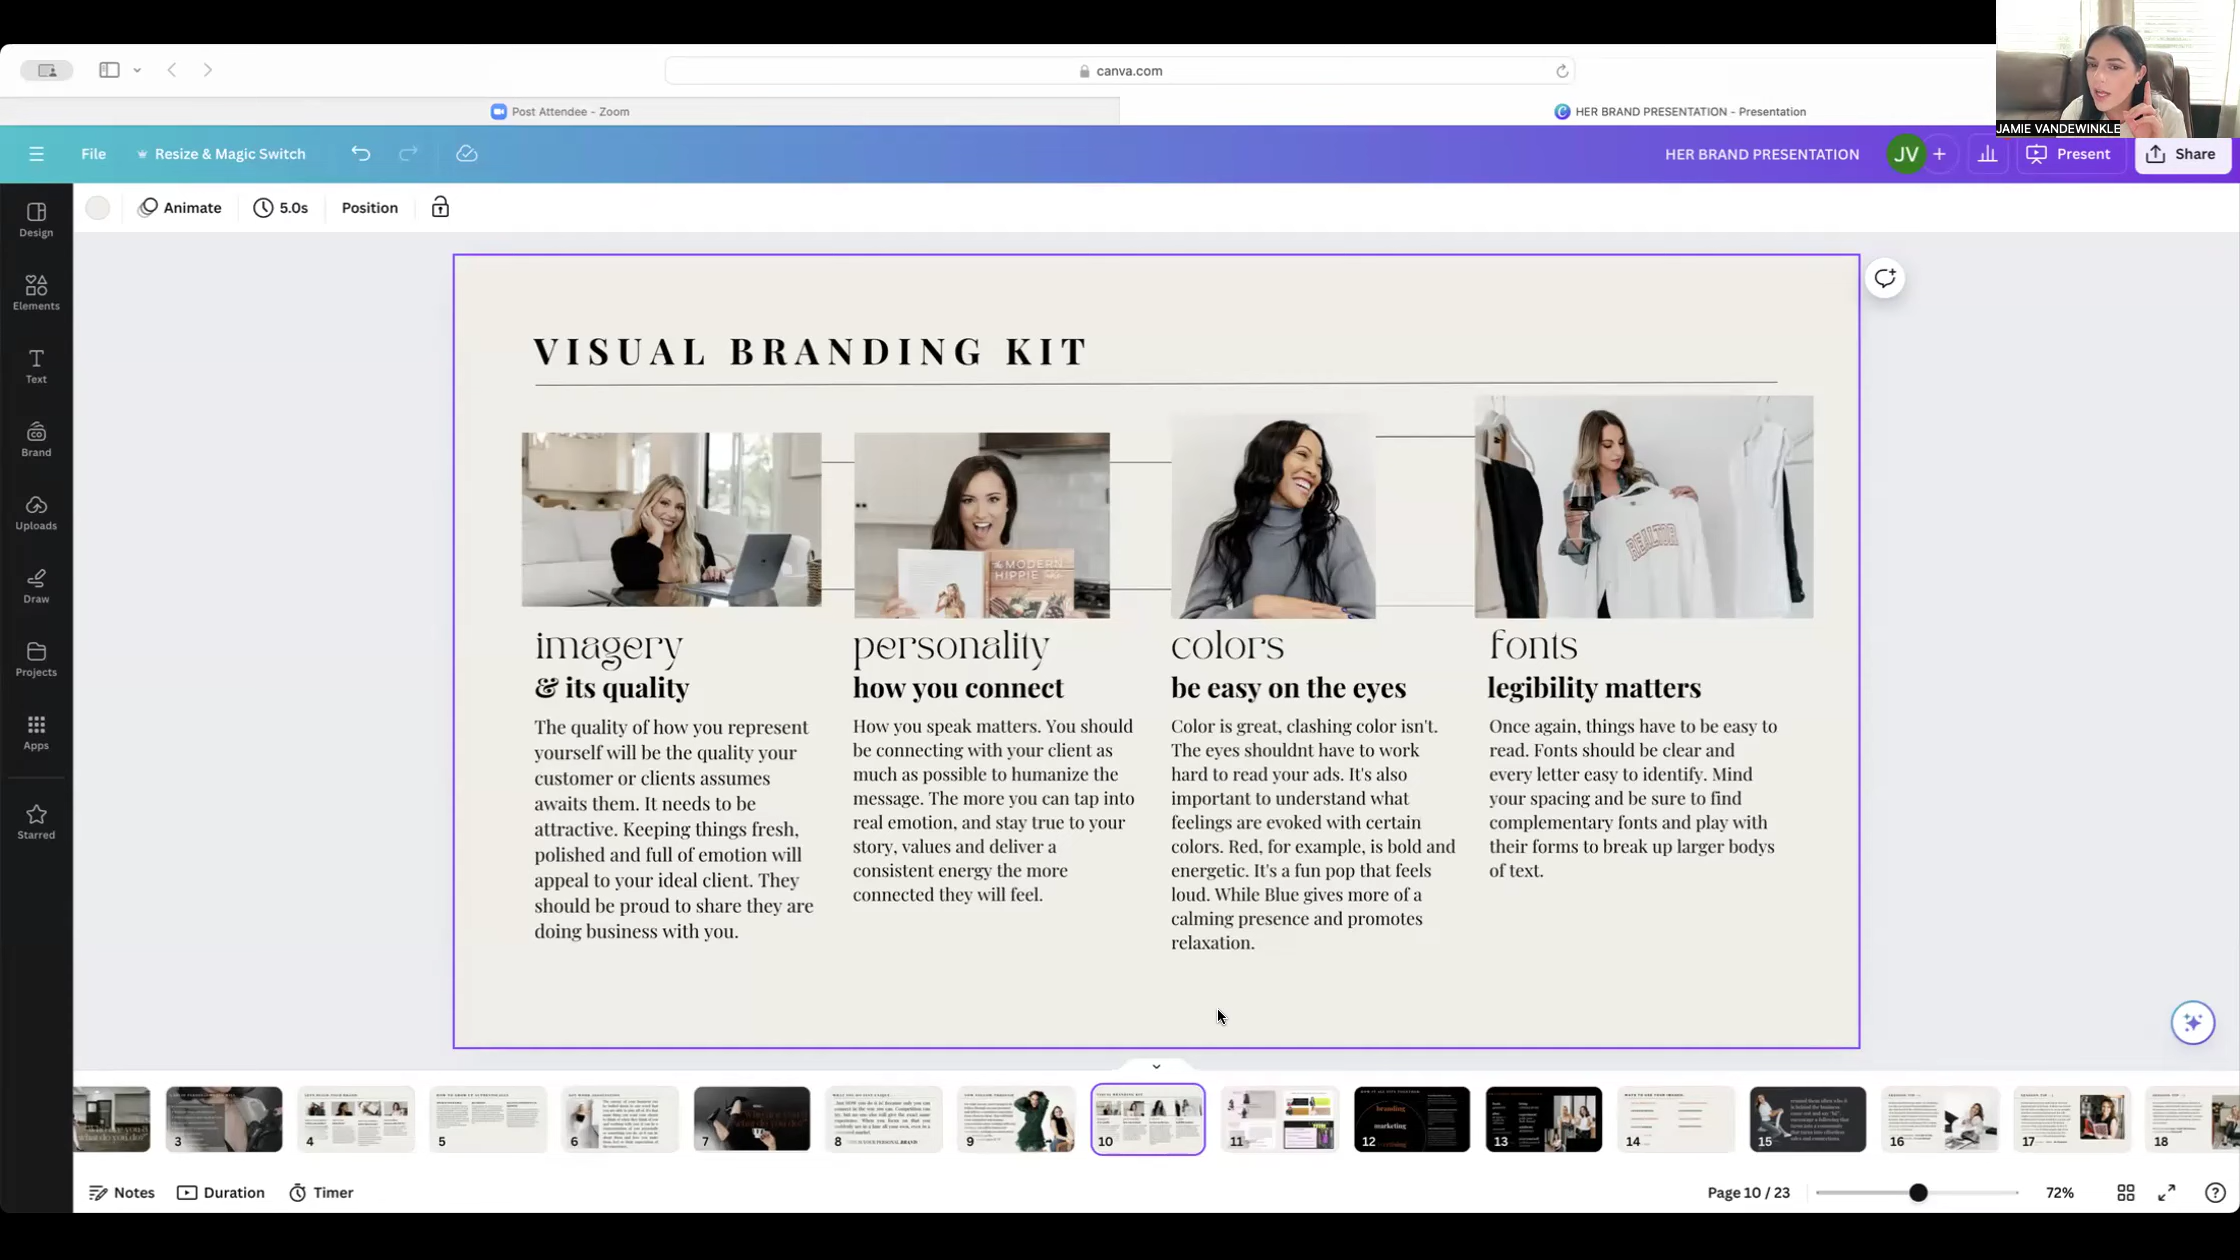 canva.com
Post Attendee - Zoom
HER BRAND PRESENTATION - Presentation
JAMIE VANDEWINKLE
File
Resize & Magic Switch
HER BRAND PRESENTATION
JV
Present
Share
Animate
5.0s
Position
Design
Elements
Text
Brand
Uploads
Draw
Projects
Apps
Starred
VISUAL BRANDING KIT
MODERN
HIPPIE
REALTOR
imagery
& its quality
The quality of how you represent
yourself will be the quality your
customer or clients assumes
awaits them. It needs to be
attractive. Keeping things fresh,
polished and full of emotion will
appeal to your ideal client. They
should be proud to share they are
doing business with you.
personality
how you connect
How you speak matters. You should
be connecting with your client as
much as possible to humanize the
message. The more you can tap into
real emotion, and stay true to your
story, values and deliver a
consistent energy the more
connected they will feel.
colors
be easy on the eyes
Color is great, clashing color isn't.
The eyes shouldnt have to work
hard to read your ads. It's also
important to understand what
feelings are evoked with certain
colors. Red, for example, is bold and
energetic. It's a fun pop that feels
loud. While Blue gives more of a
calming presence and promotes
relaxation.
fonts
legibility matters
Once again, things have to be easy to
read. Fonts should be clear and
every letter easy to identify. Mind
your spacing and be sure to find
complementary fonts and play with
their forms to break up larger bodys
of text.
3
4
5
6
7
8
9
10
11
12
branding
marketing
13
14
15
16
17
18
Notes
Duration
Timer
Page 10 / 23
72%